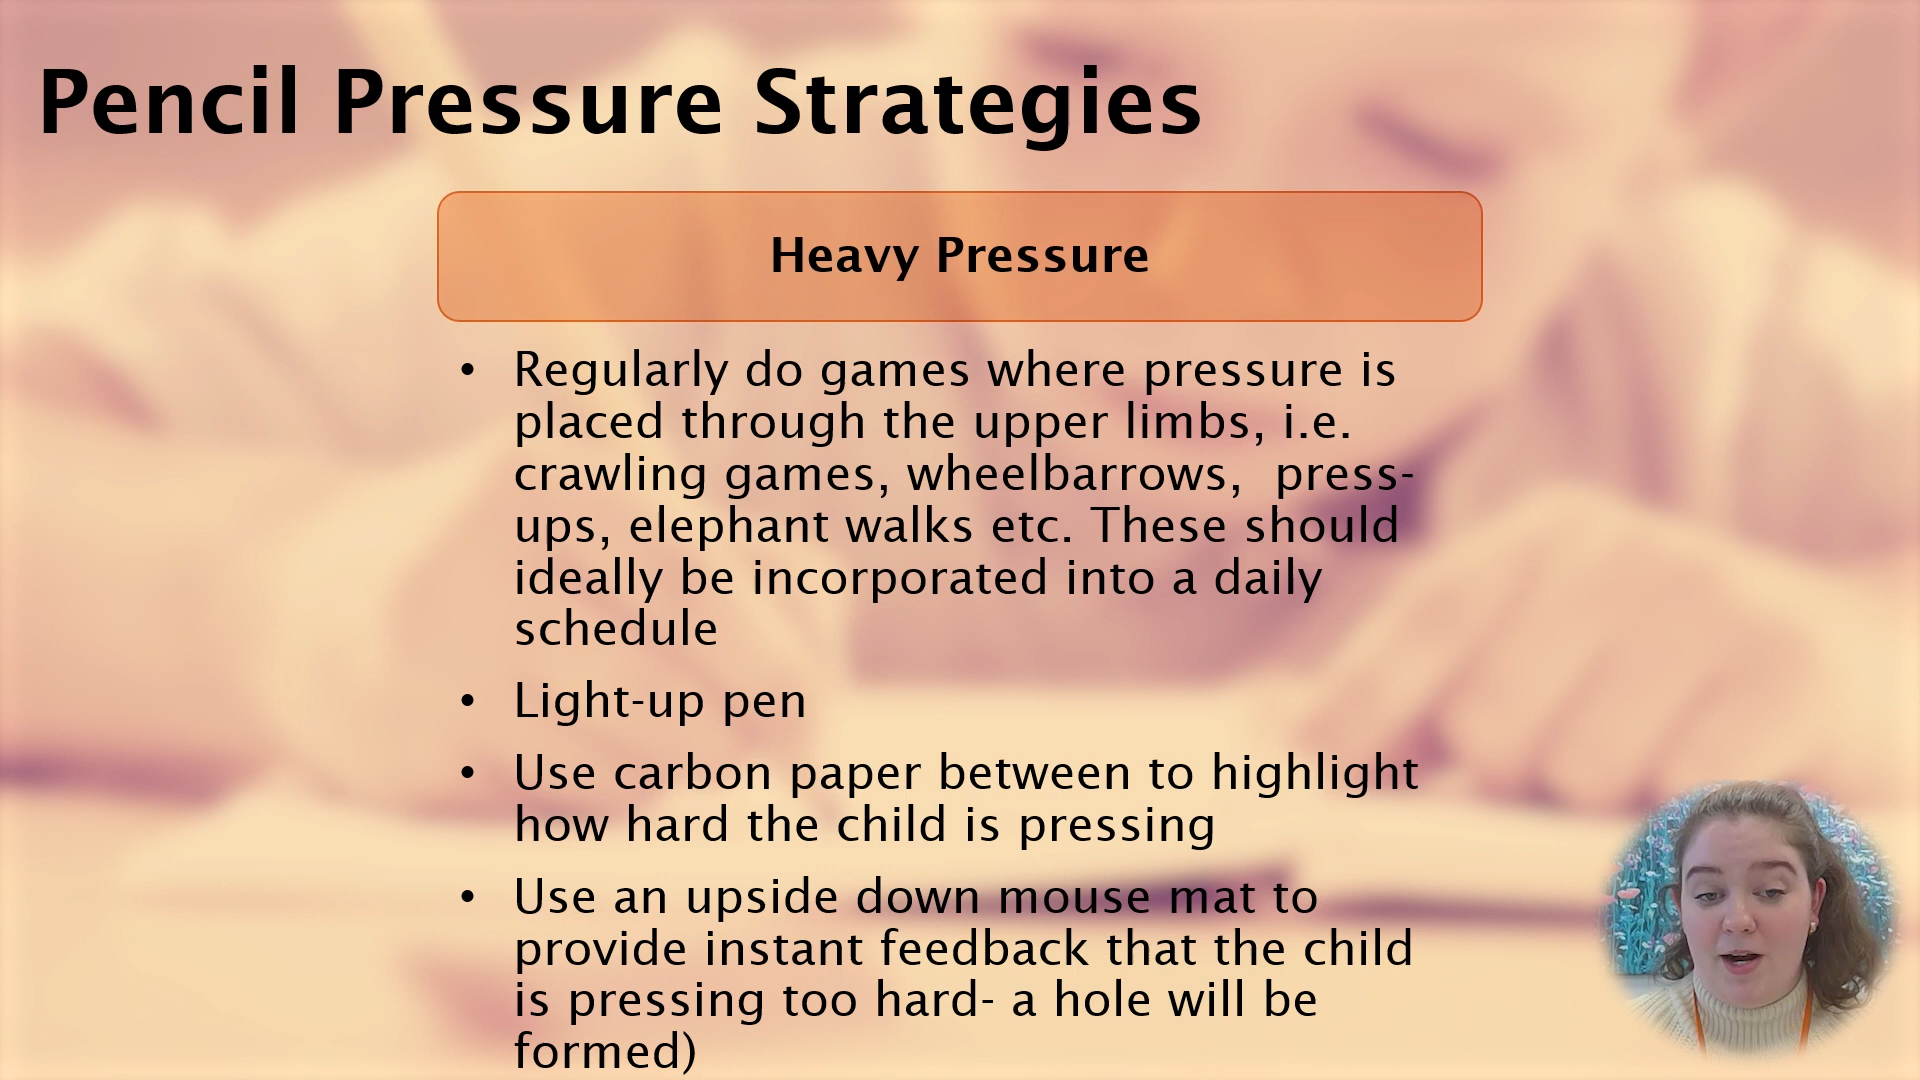 Pencil Pressure Strategies
Heavy Pressure
• Regularly do games where pressure is
placed through the upper limbs, i.e.
crawling games, wheelbarrows,  press-
ups, elephant walks etc. These should
ideally be incorporated into a daily
schedule
• Light-up pen
• Use carbon paper between to highlight
how hard the child is pressing
• Use an upside down mouse mat to
provide instant feedback that the child
is pressing too hard- a hole will be
formed)